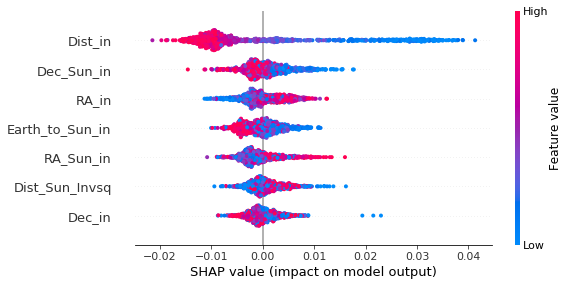 High
Dist_in
Dec_Sun_in
RA_in
Earth_to_Sun_in
RA_Sun_in
Dist_Sun_Invsq
Dec_in
Feature value
Low
−0.02 −0.01 0.00 0.01 0.02 0.03 0.04
SHAP value (impact on model output)